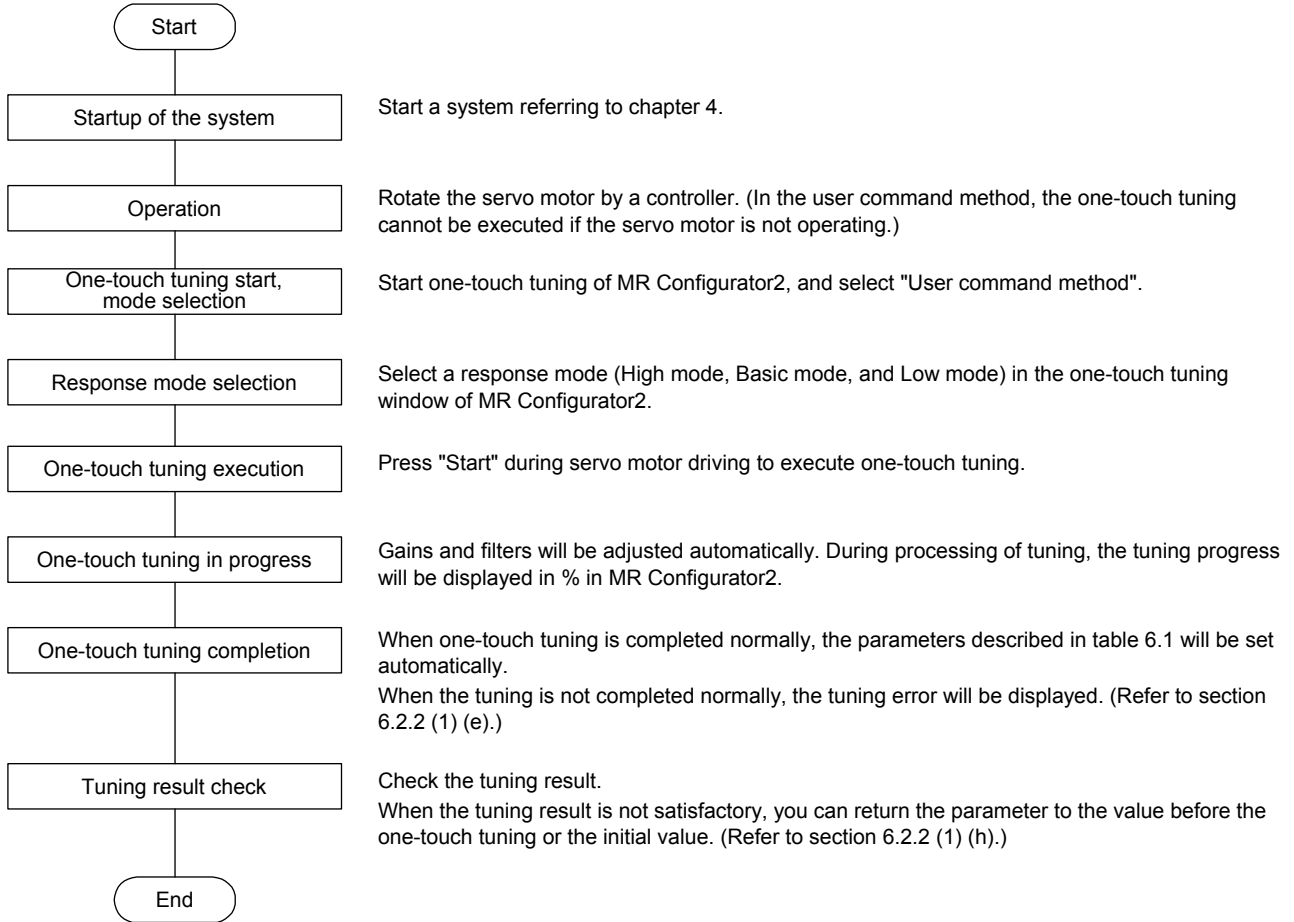 Start
Startup of the system
Start a system referring to chapter 4.
Operation
Rotate the servo motor by a controller. (In the user command method, the one-touch tuning
cannot be executed if the servo motor is not operating.)
One-touch tuning start,
mode selection
Start one-touch tuning of MR Configurator2, and select "User command method".
Response mode selection
Select a response mode (High mode, Basic mode, and Low mode) in the one-touch tuning
window of MR Configurator2.
One-touch tuning execution
Press "Start" during servo motor driving to execute one-touch tuning.
One-touch tuning in progress
Gains and filters will be adjusted automatically. During processing of tuning, the tuning progress
will be displayed in % in MR Configurator2.
One-touch tuning completion
When one-touch tuning is completed normally, the parameters described in table 6.1 will be set
automatically.
When the tuning is not completed normally, the tuning error will be displayed. (Refer to section
6.2.2 (1) (e).)
Tuning result check
Check the tuning result.
When the tuning result is not satisfactory, you can return the parameter to the value before the
one-touch tuning or the initial value. (Refer to section 6.2.2 (1) (h).)
End